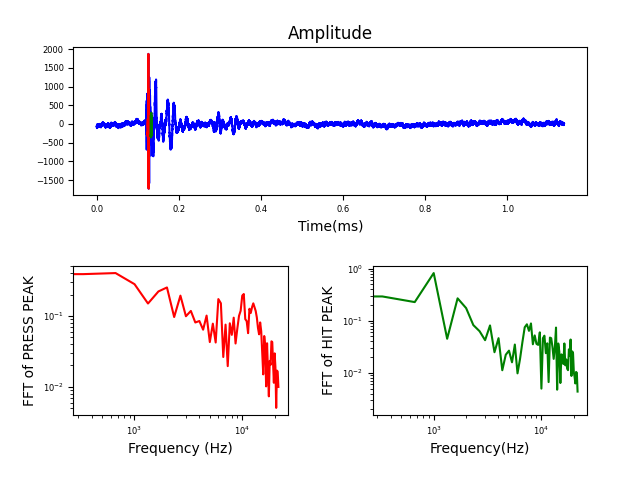 Amplitude
2000
1500
1000
500
0
−500
−1000
−1500
0.0 0.2 0.4 0.6 0.8 1.0
Time(ms)
FFT of PRESS PEAK
10⁻¹
10⁻²
10³ 10⁴
Frequency (Hz)
FFT of HIT PEAK
10⁰
10⁻¹
10⁻²
10³ 10⁴
Frequency(Hz)